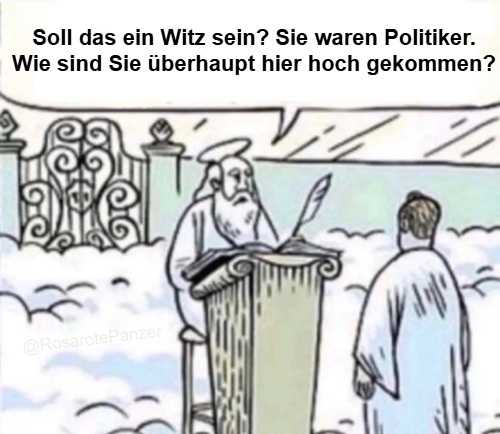 Soll das ein Witz sein? Sie waren Politiker.
Wie sind Sie überhaupt hier hoch gekommen?
@RosarotePanzer